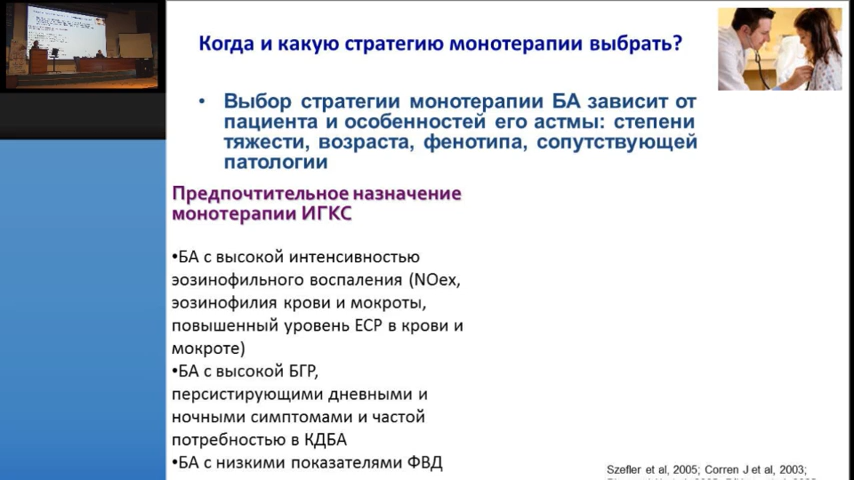 Когда и какую стратегию монотерапии выбрать?
• Выбор стратегии монотерапии БА зависит от
пациента и особенностей его астмы: степени
тяжести, возраста, фенотипа, сопутствующей
патологии
Предпочтительное назначение
монотерапии ИГКС
•БА с высокой интенсивностью
эозинофильного воспаления (NOex,
эозинофилия крови и мокроты,
повышенный уровень ECP в крови и
мокроте)
•БА с высокой БГР,
персистирующими дневными и
ночными симптомами и частой
потребностью в КДБА
•БА с низкими показателями ФВД
Szefler et al, 2005; Corren J et al, 2003;